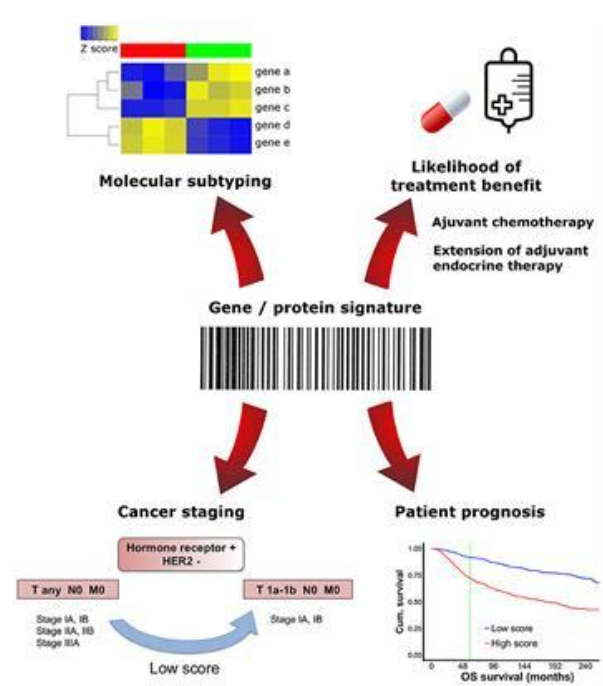 Z score
gene a
gene b
gene c
gene d
gene e
Molecular subtyping
Likelihood of
treatment benefit
Ajuvant chemotherapy
Extension of adjuvant
endocrine therapy
Gene / protein signature
Cancer staging
Hormone receptor +
HER2 -
T any N0 M0
T 1a-1b N0 M0
Stage IA, IB
Stage IIA, IIB
Stage IIIA
Stage IA, IB
Low score
Patient prognosis
Cum. survival
1.00
0.75
0.50
0.25
0.00
Low score
High score
0 48 96 144 192 240
OS survival (months)